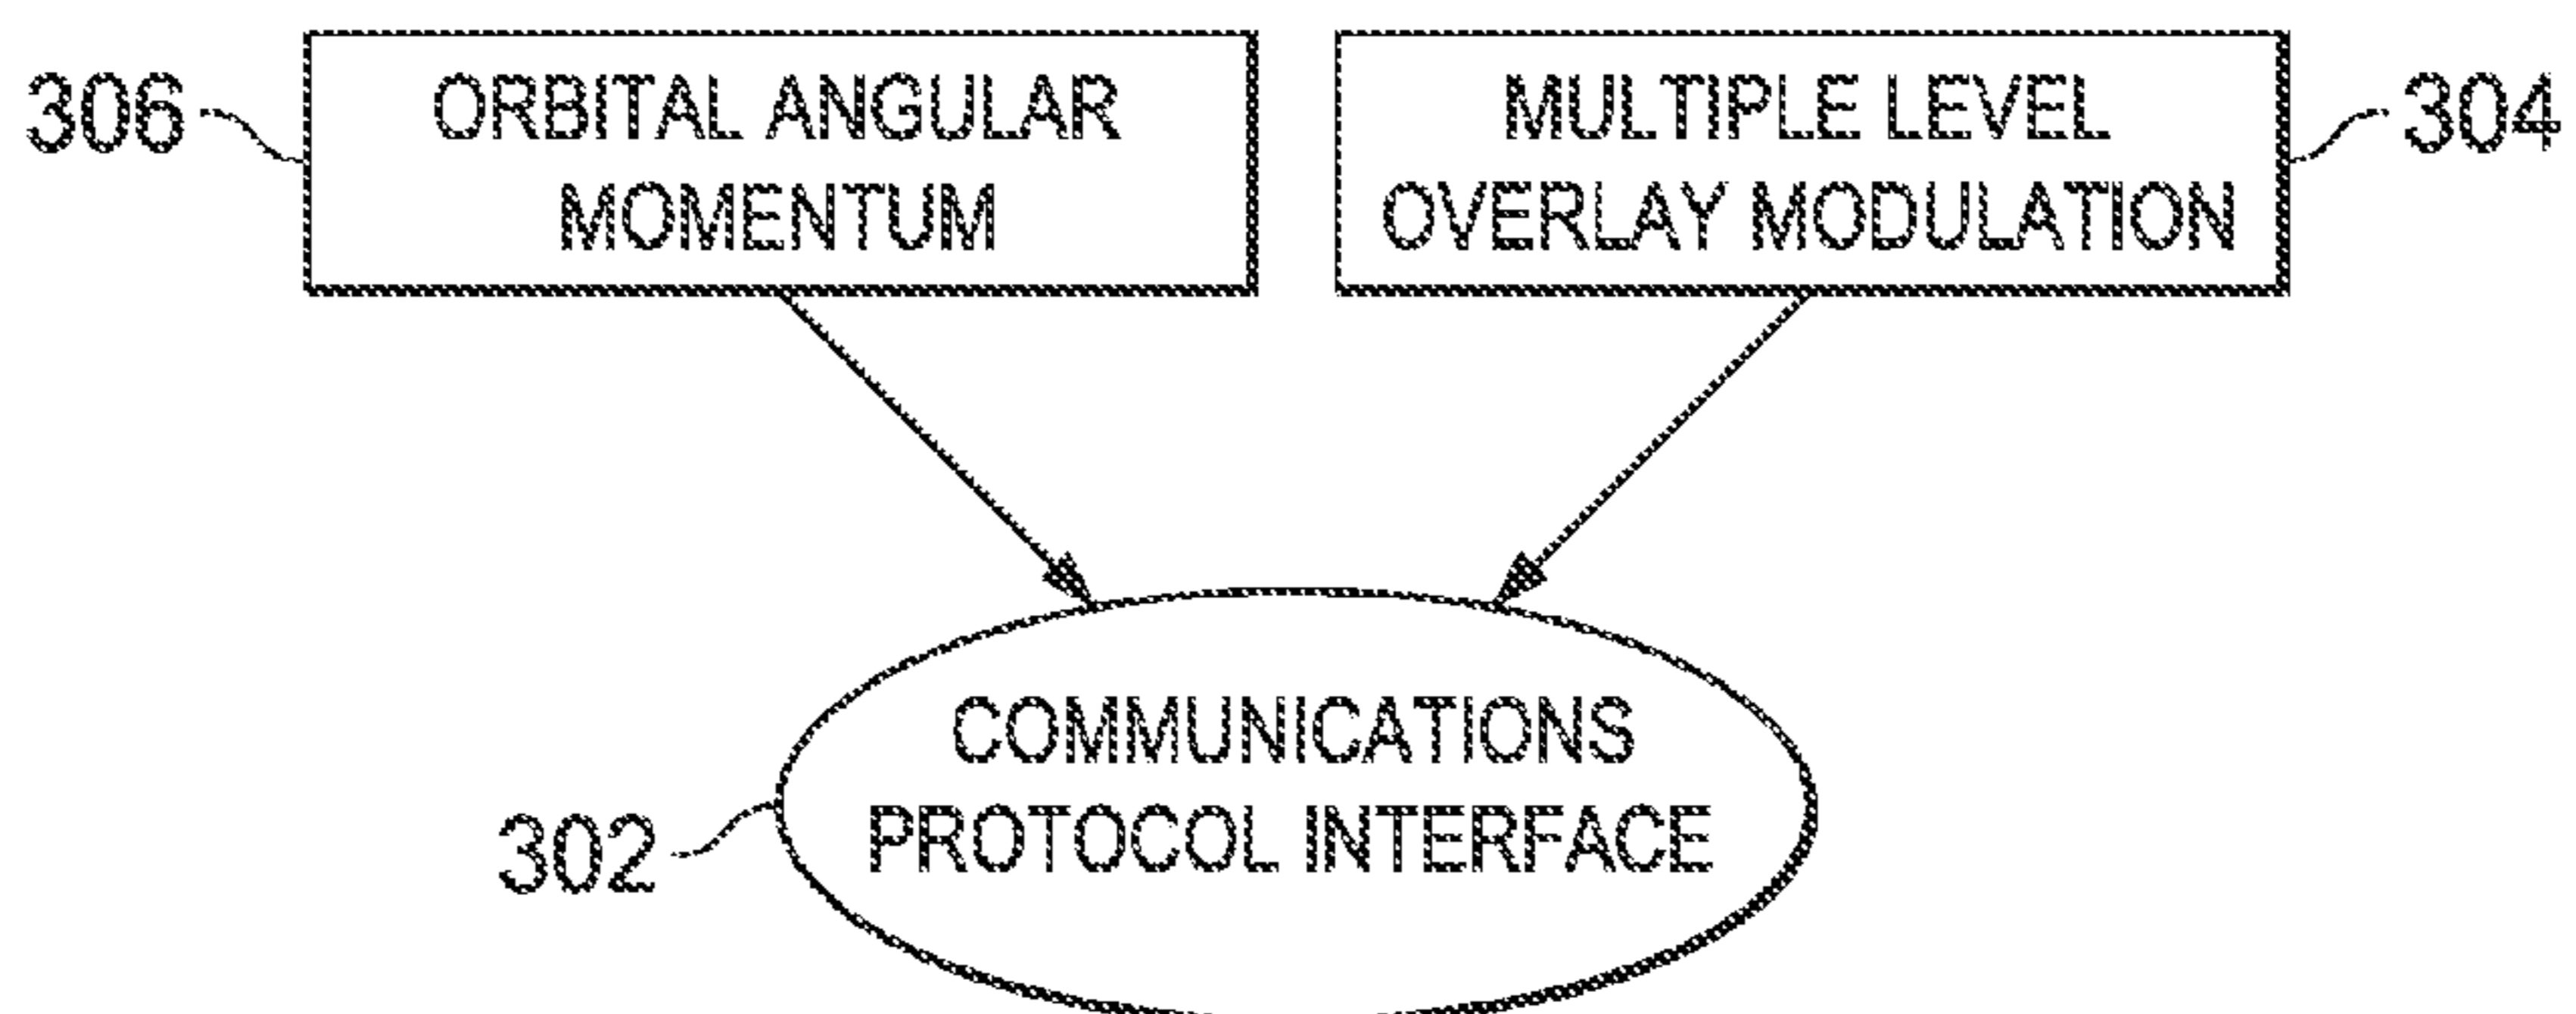 306
ORBITAL ANGULAR
MOMENTUM
MULTIPLE LEVEL
OVERLAY MODULATION
304
COMMUNICATIONS
PROTOCOL INTERFACE
302